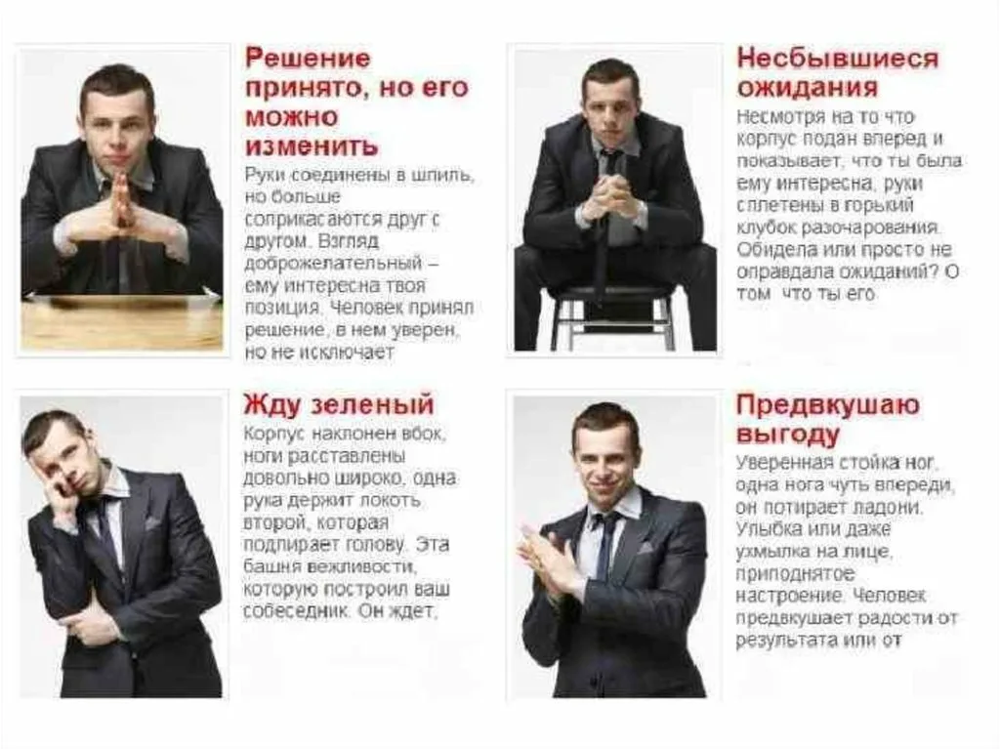 Решение
принято, но его
можно
изменить
Руки соединены в шпиль,
но больше
соприкасаются друг с
другом. Взгляд
доброжелательный –
ему интересна твоя
позиция. Человек принял
решение, в нем уверен,
но не исключает
Несбывшиеся
ожидания
Несмотря на то что
корпус подан вперед и
показывает, что ты была
ему интересна, руки
сплетены в горький
клубок разочарования.
Обидела или просто не
оправдала ожиданий? О
том что ты его
Жду зеленый
Корпус наклонен вбок,
ноги расставлены
довольно широко, одна
рука держит локоть
второй, которая
подпирает голову. Эта
башня вежливости,
которую построил ваш
собеседник. Он ждет,
Предвкушаю
выгоду
Уверенная стойка ног,
одна нога чуть впереди,
он потирает ладони.
Улыбка или даже
ухмылка на лице,
приподнятое
настроение. Человек
предвкушает радости от
результата или от